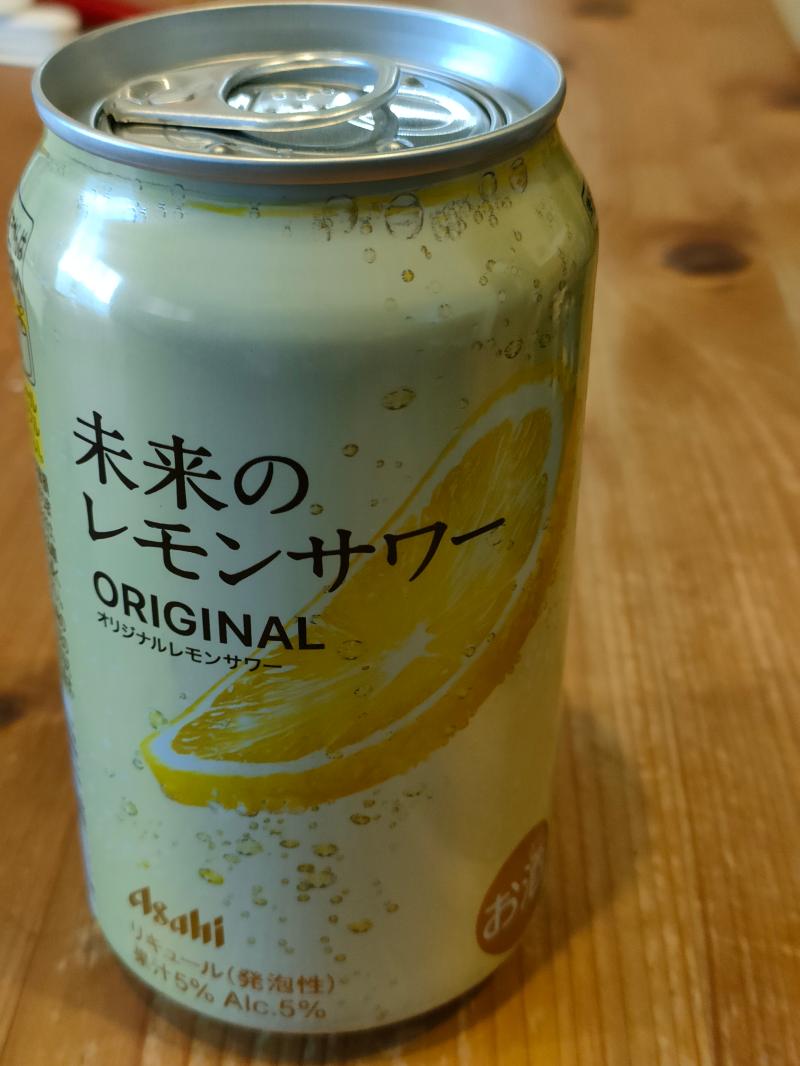 未来の
レモンサワー
ORIGINAL
オリジナルレモンサワー
Asahi
リキュール(発泡性)
果汁5% Alc.5%
お酒